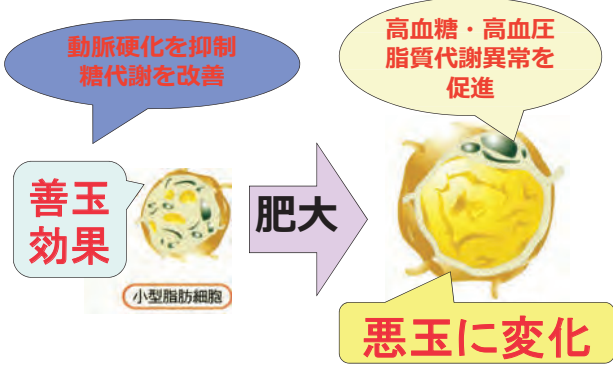 動脈硬化を抑制
糖代謝を改善
高血糖・高血圧
脂質代謝異常を
促進
善玉
効果
肥大
小型脂肪細胞
悪玉に変化